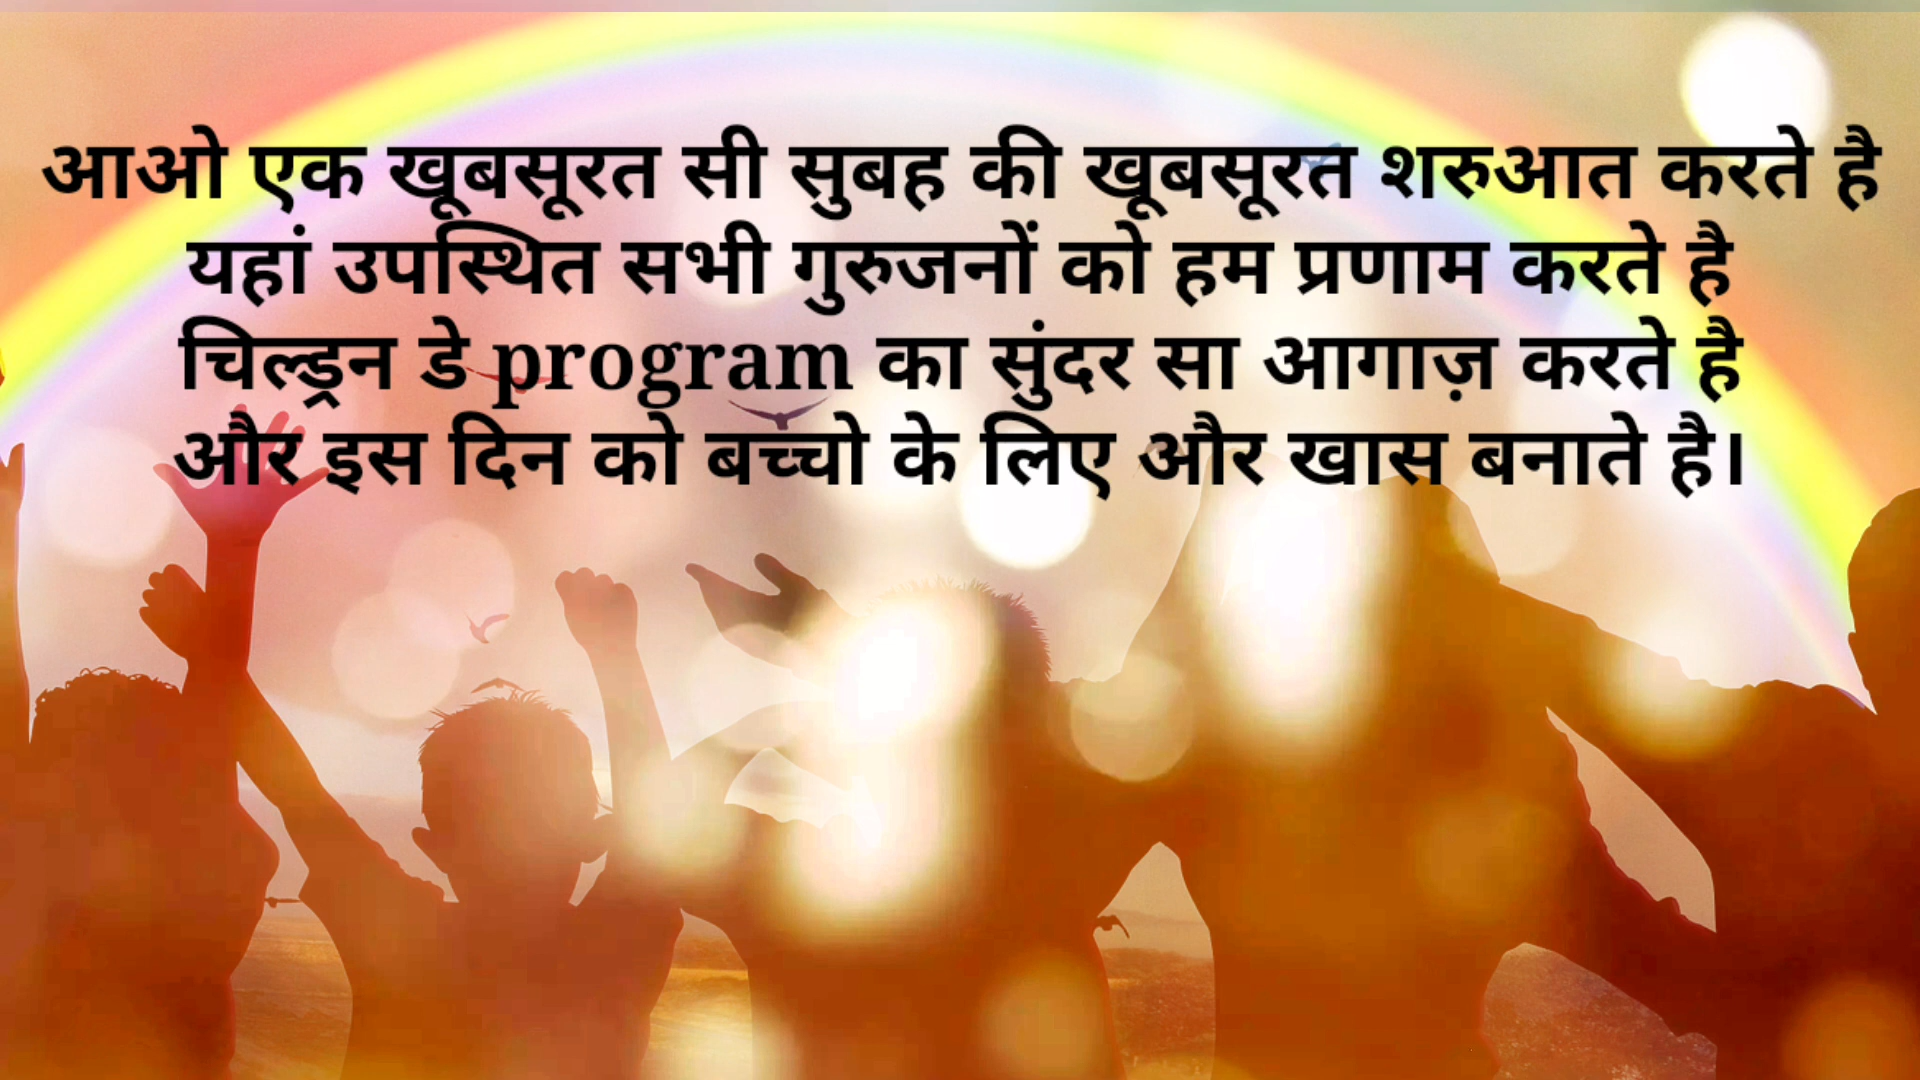 आओ एक खूबसूरत सी सुबह की खूबसूरत शरुआत करते है
यहां उपस्थित सभी गुरुजनों को हम प्रणाम करते है
चिल्ड्रन डे program का सुंदर सा आगाज़ करते है
और इस दिन को बच्चो के लिए और खास बनाते है।